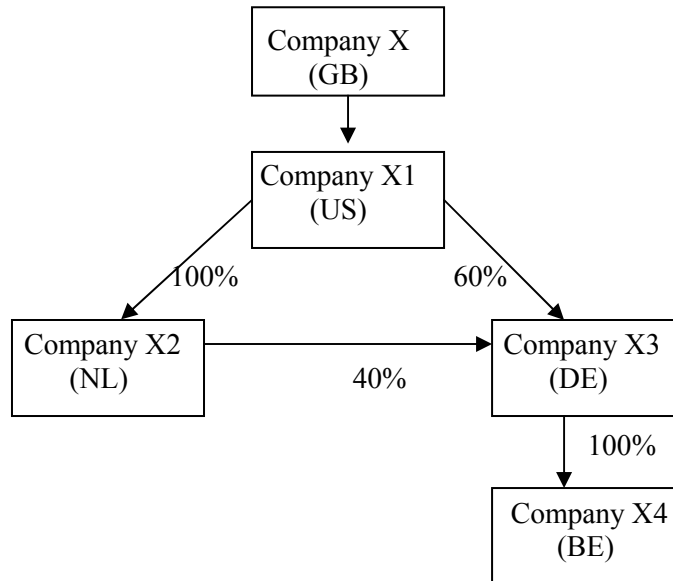 Company X
(GB)
Company X1
(US)
100%
60%
Company X2
(NL)
Company X3
(DE)
40%
100%
Company X4
(BE)